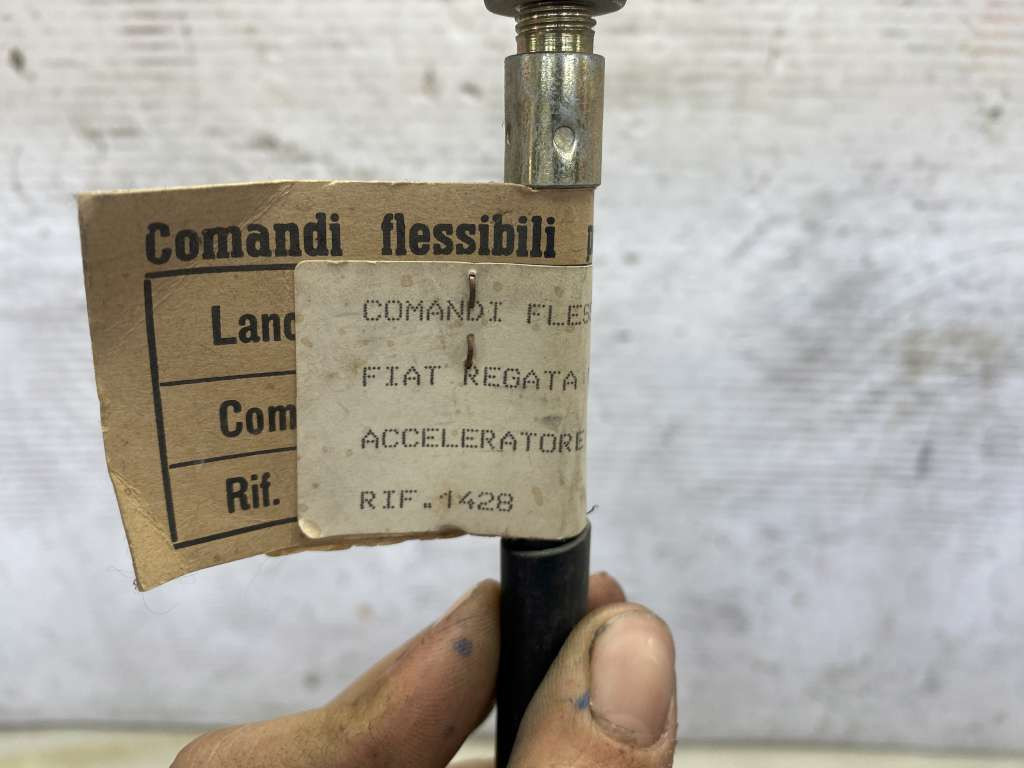 Comandi flessibili
Lanc
Com
Rif.
COMANDI FLES
FIAT REGATA
ACCELERATORE
RIF.1428